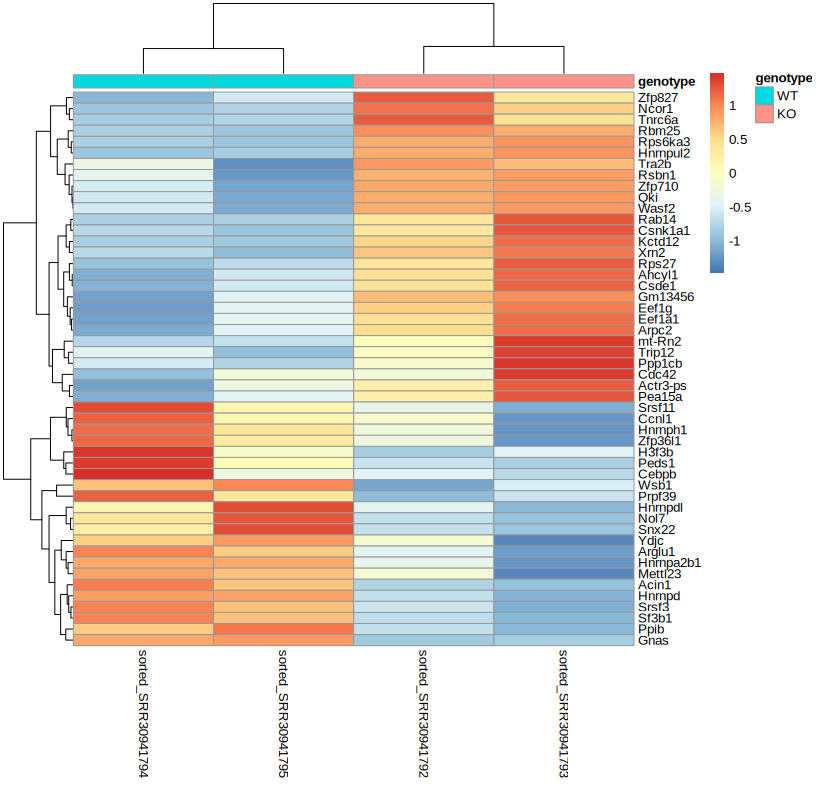 genotype
Zfp827
Ncor1
Tnrc6a
Rbm25
Rps6ka3
Hnrnpul2
Tra2b
Rsbn1
Zfp710
Qki
Wasf2
Rab14
Csnk1a1
Kctd12
Xrn2
Rps27
Ahcyl1
Csde1
Gm13456
Eef1g
Eef1a1
Arpc2
mt-Rn2
Trip12
Ppp1cb
Cdc42
Actr3-ps
Pea15a
Srsf11
Ccnl1
Hnrnph1
Zfp36l1
H3f3b
Peds1
Cebpb
Wsb1
Prpf39
Hnrnpdl
Nol7
Snx22
Ydjc
Arglu1
Hnrnpa2b1
Mettl23
Acin1
Hnrnpd
Srsf3
Sf3b1
Ppib
Gnas
sorted_SRR30941794
sorted_SRR30941795
sorted_SRR30941792
sorted_SRR30941793
1
0.5
0
-0.5
-1
genotype
WT
KO